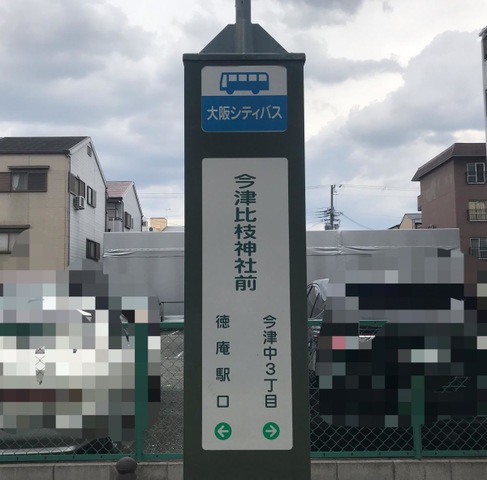 大阪シティバス
今津比枝神社前
今津中3丁目
徳庵駅口